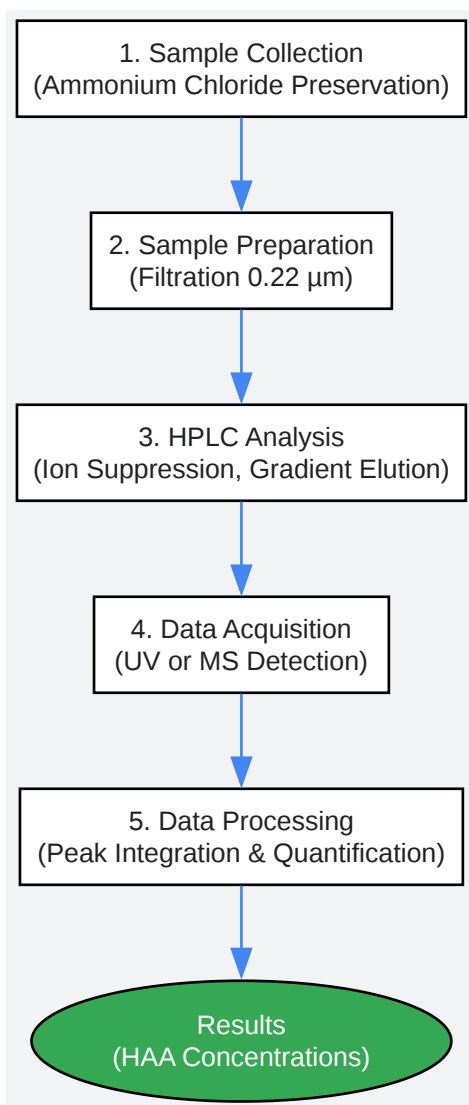 1. Sample Collection
(Ammonium Chloride Preservation)
2. Sample Preparation
(Filtration 0.22 µm)
3. HPLC Analysis
(Ion Suppression, Gradient Elution)
4. Data Acquisition
(UV or MS Detection)
5. Data Processing
(Peak Integration & Quantification)
Results
(HAA Concentrations)